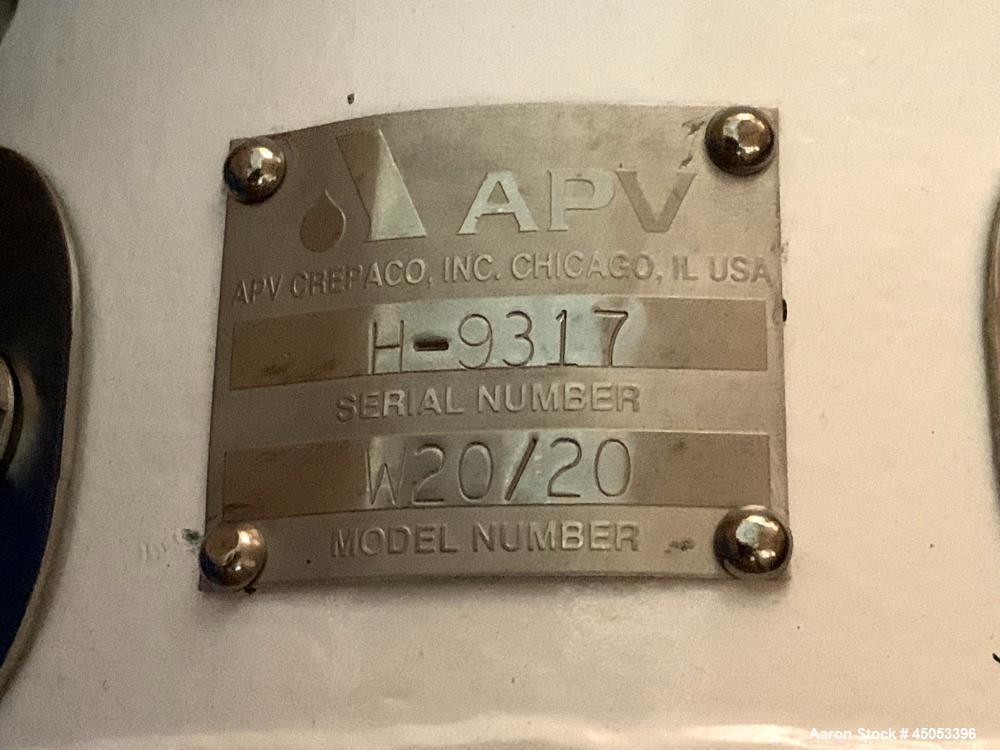 APV
APV CREPACO, INC. CHICAGO, IL USA
H-9317
SERIAL NUMBER
W20/20
MODEL NUMBER
Aaron Stock # 45053396